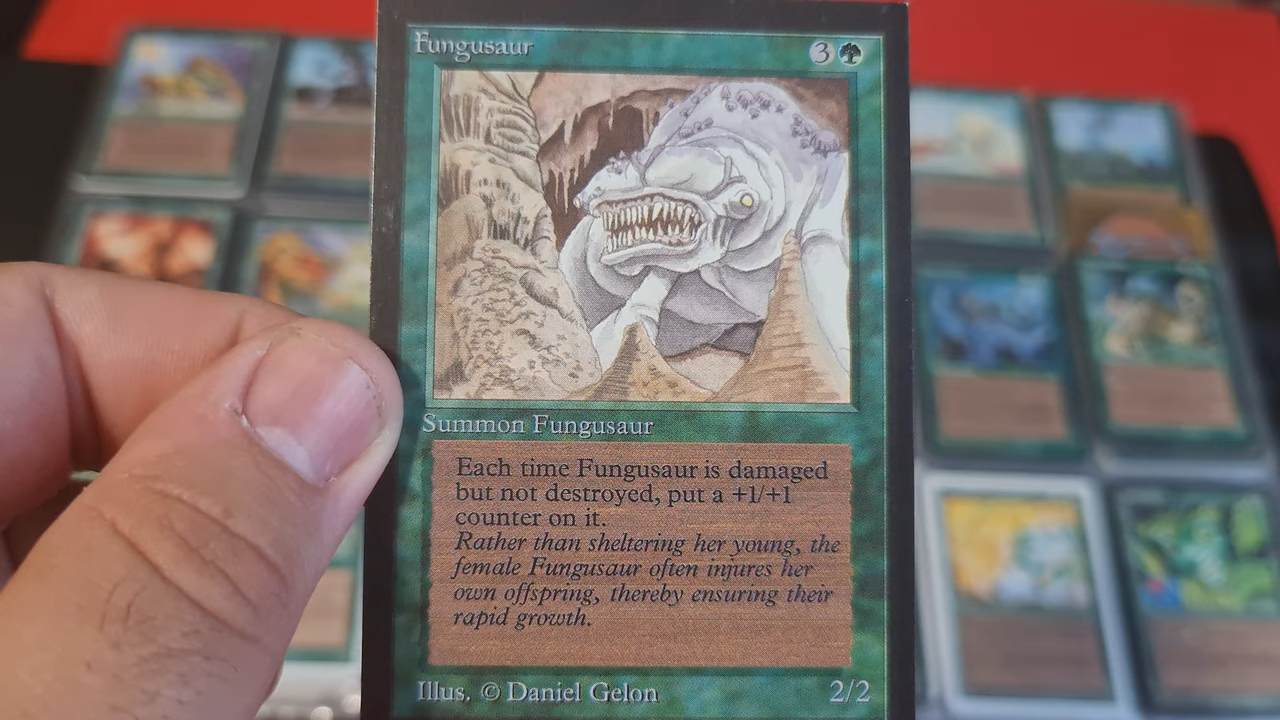 Fungusaur 3
Summon Fungusaur
Each time Fungusaur is damaged
but not destroyed, put a +1/+1
counter on it.
Rather than sheltering her young, the
female Fungusaur often injures her
own offspring, thereby ensuring their
rapid growth.
Illus. © Daniel Gelon 2/2